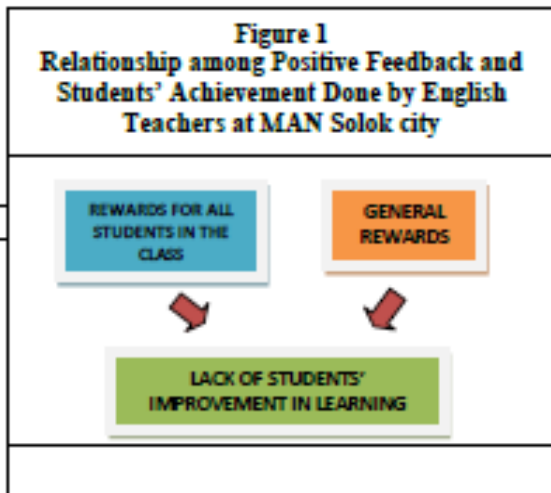 Figure 1
Relationship among Positive Feedback and
Students' Achievement Done by English
Teachers at MAN Solok city
REWARDS FOR ALL
STUDENTS IN THE
CLASS
GENERAL
REWARDS
LACK OF STUDENTS'
IMPROVEMENT IN LEARNING